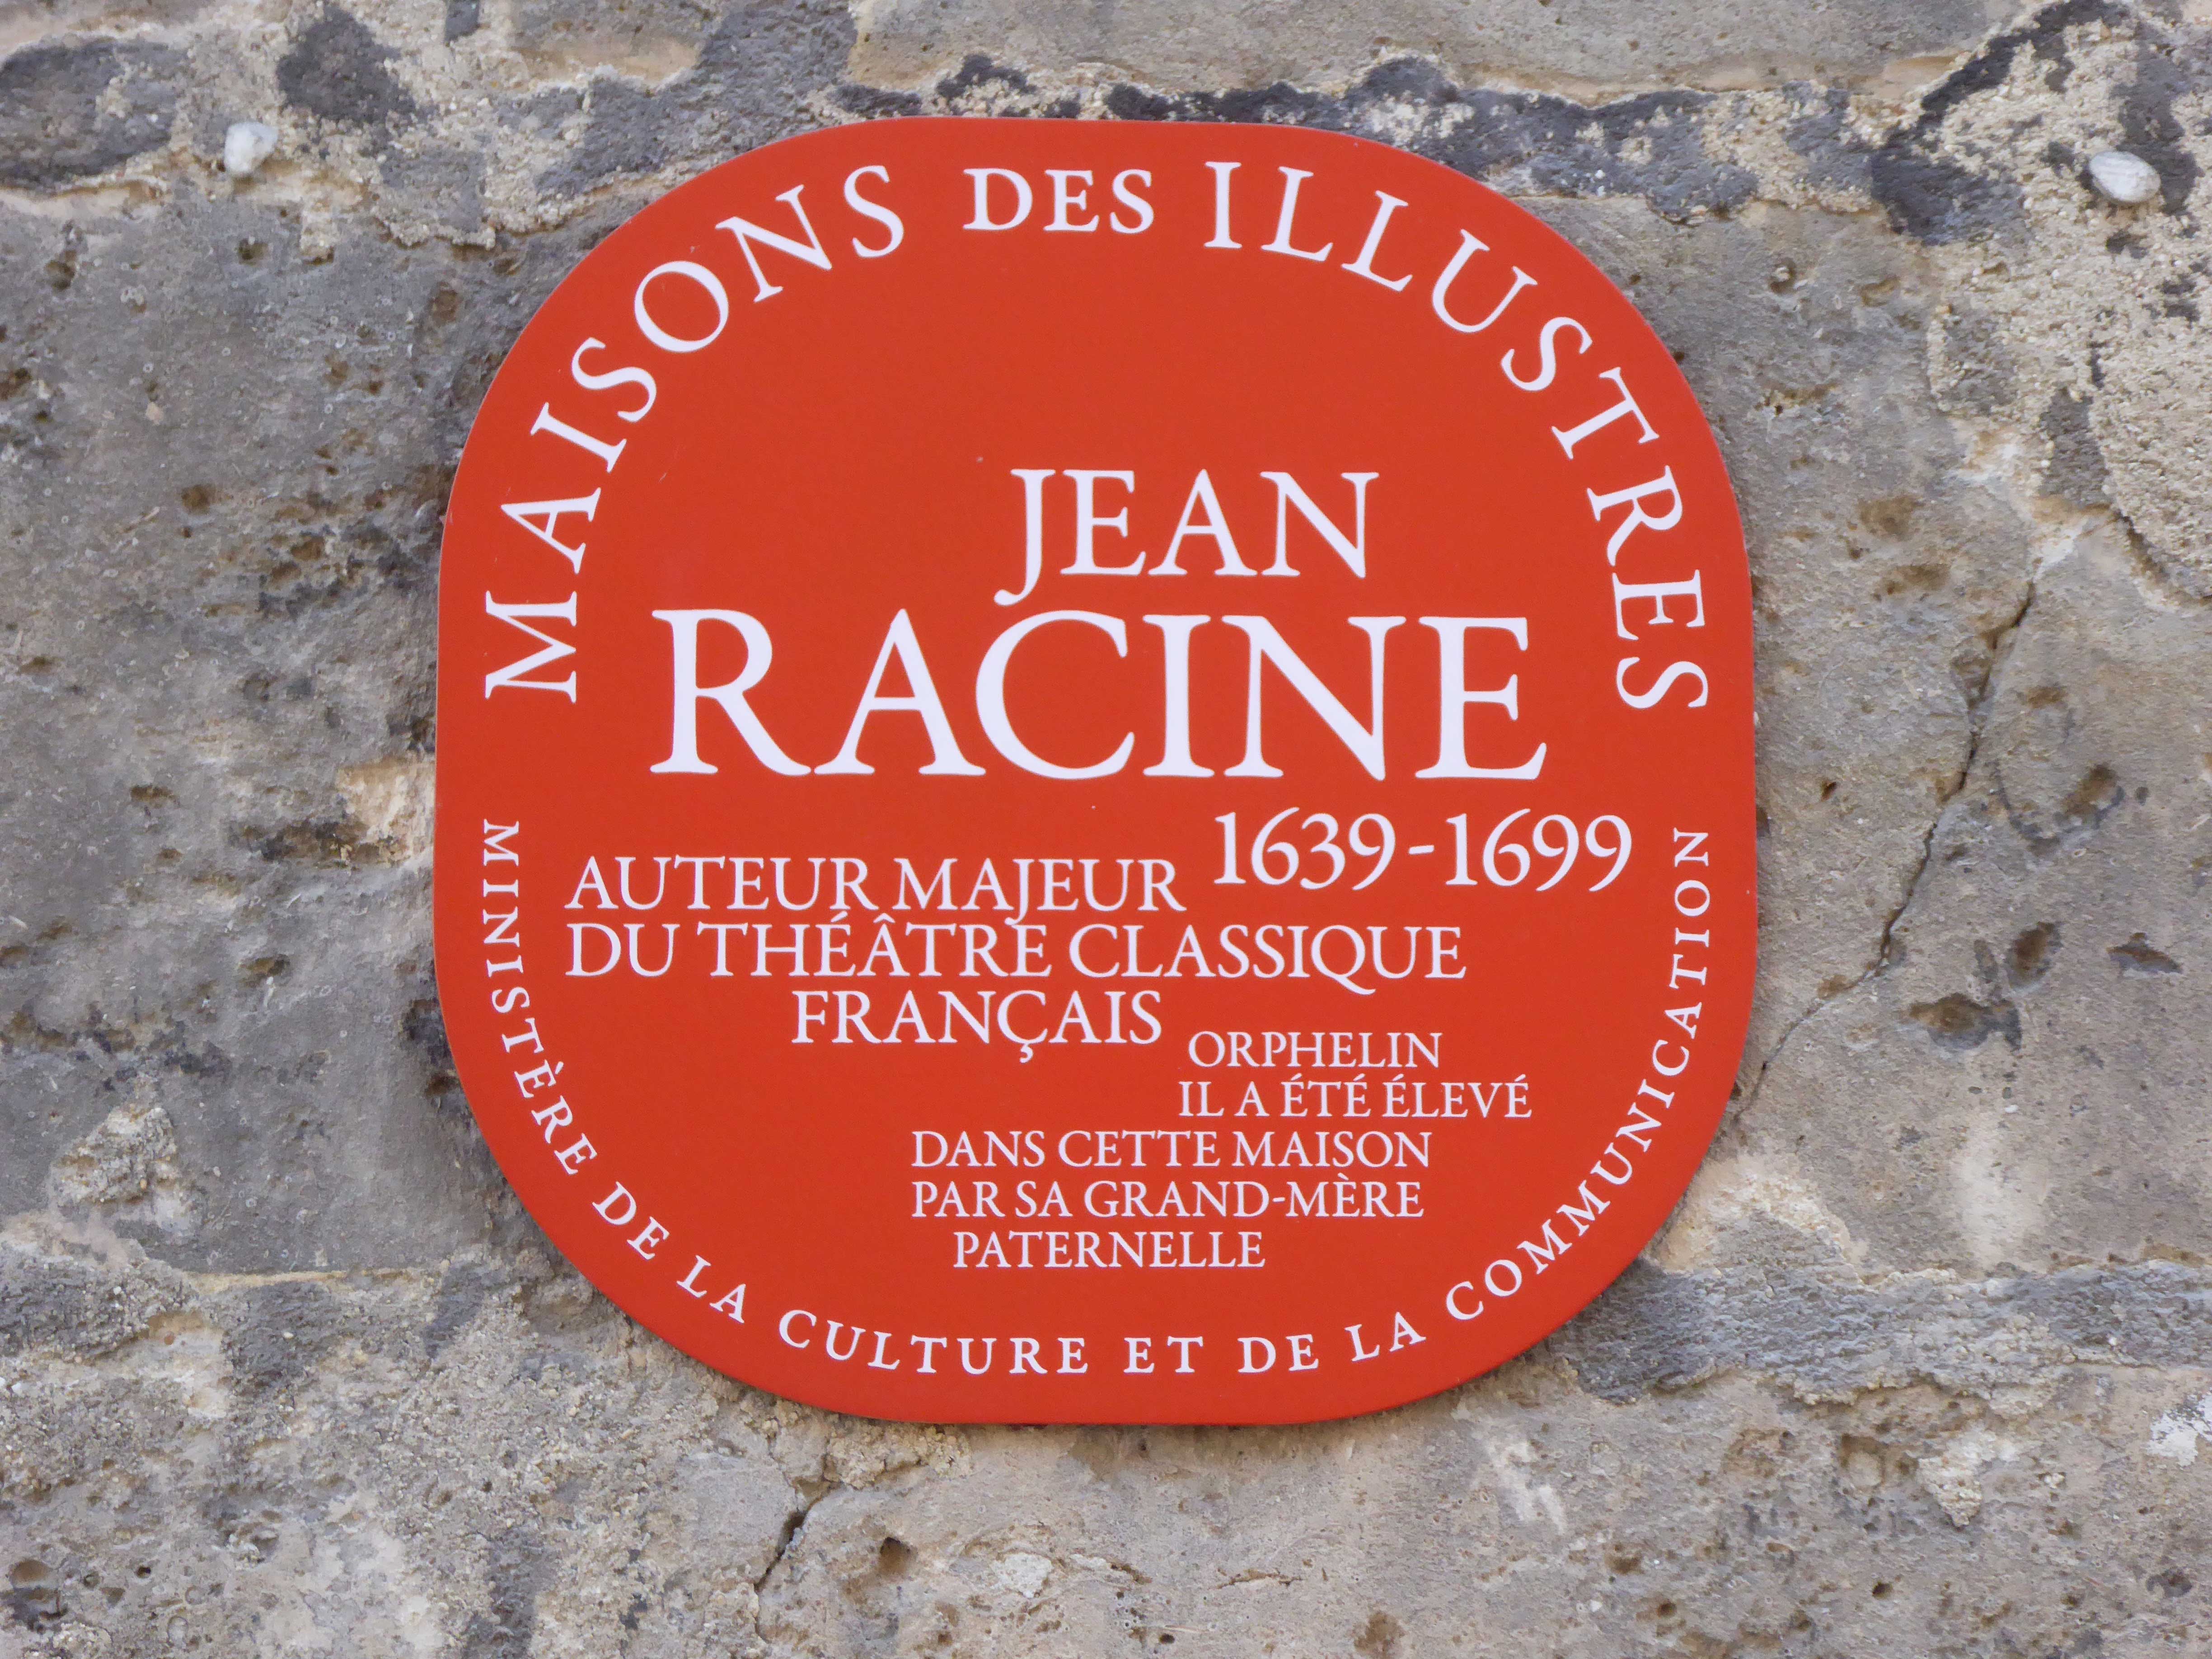 MAISONS DES ILLUSTRES
JEAN
RACINE
1639-1699
AUTEUR MAJEUR
DU THÉÂTRE CLASSIQUE
FRANÇAIS
ORPHELIN
IL A ÉTÉ ÉLEVÉ
DANS CETTE MAISON
PAR SA GRAND-MÈRE
PATERNELLE
MINISTÈRE DE LA CULTURE ET DE LA COMMUNICATION